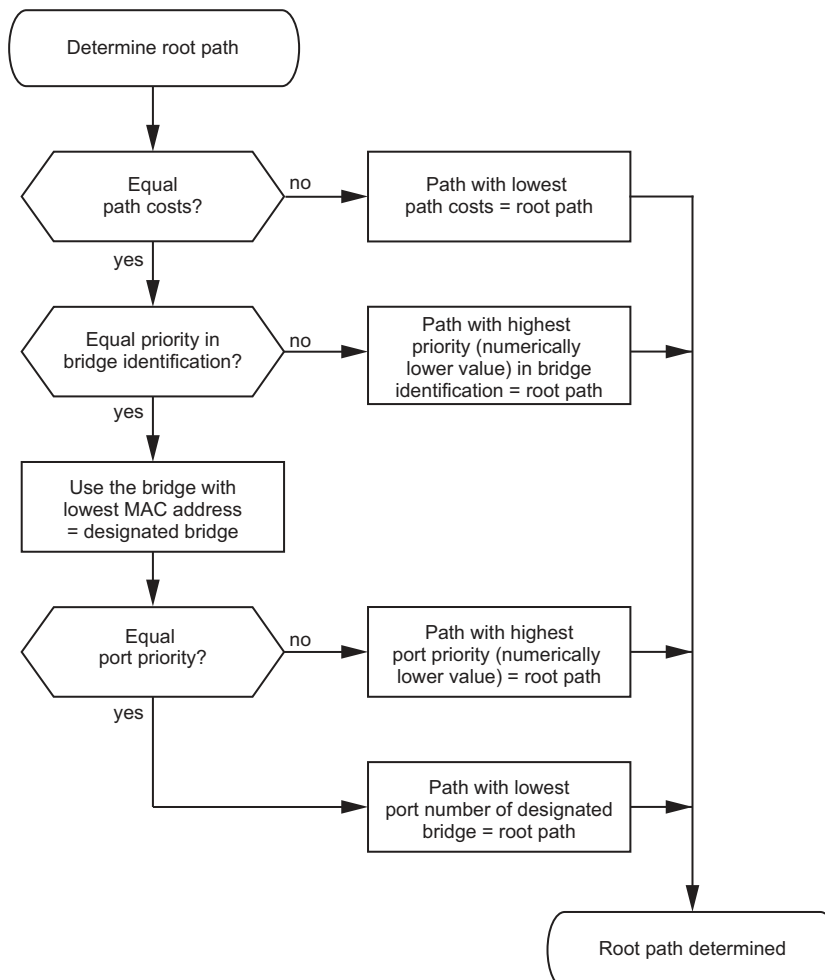 Determine root path
Equal
path costs?
no
Path with lowest
path costs = root path
yes
Equal priority in
bridge identification?
no
Path with highest
priority (numerically
lower value) in bridge
identification = root path
yes
Use the bridge with
lowest MAC address
= designated bridge
Equal
port priority?
no
Path with highest
port priority (numerically
lower value) = root path
yes
Path with lowest
port number of designated
bridge = root path
Root path determined